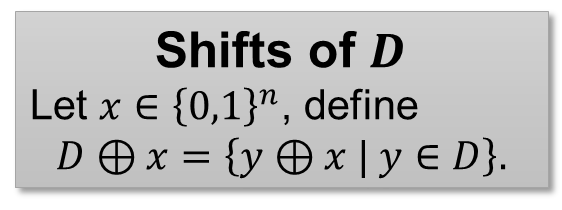 Shifts of 𝑫
Let 𝑥 ∈ {0,1}ⁿ, define
𝐷 ⊕ 𝑥 = {𝑦 ⊕ 𝑥 | 𝑦 ∈ 𝐷}.